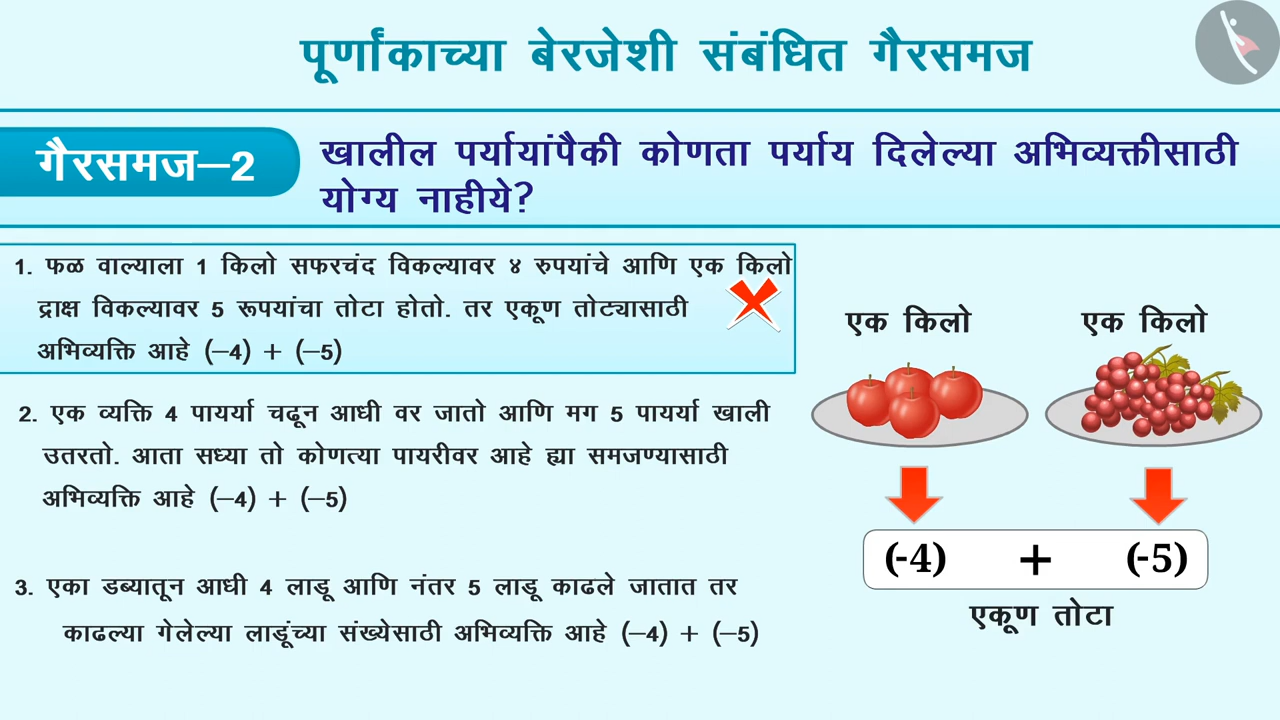 पूर्णांकाच्या बेरजेशी संबंधित गैरसमज
गैरसमज–2
खालील पर्यायांपैकी कोणता पर्याय दिलेल्या अभिव्यक्तीसाठी
योग्य नाहीये?
1. फळ वाल्याला 1 किलो सफरचंद विकल्यावर ४ रुपयांचे आणि एक किलो
द्राक्ष विकल्यावर 5 रूपयांचा तोटा होतो. तर एकूण तोट्यासाठी
अभिव्यक्ति आहे (–4) + (–5)
2. एक व्यक्ति 4 पायर्या चढून आधी वर जातो आणि मग 5 पायर्या खाली
उतरतो. आता सध्या तो कोणत्या पायरीवर आहे ह्या समजण्यासाठी
अभिव्यक्ति आहे (–4) + (–5)
3. एका डब्यातून आधी 4 लाडू आणि नंतर 5 लाडू काढले जातात तर
काढल्या गेलेल्या लाडूंच्या संख्येसाठी अभिव्यक्ति आहे (–4) + (–5)
एक किलो एक किलो
(-4) + (-5)
एकूण तोटा